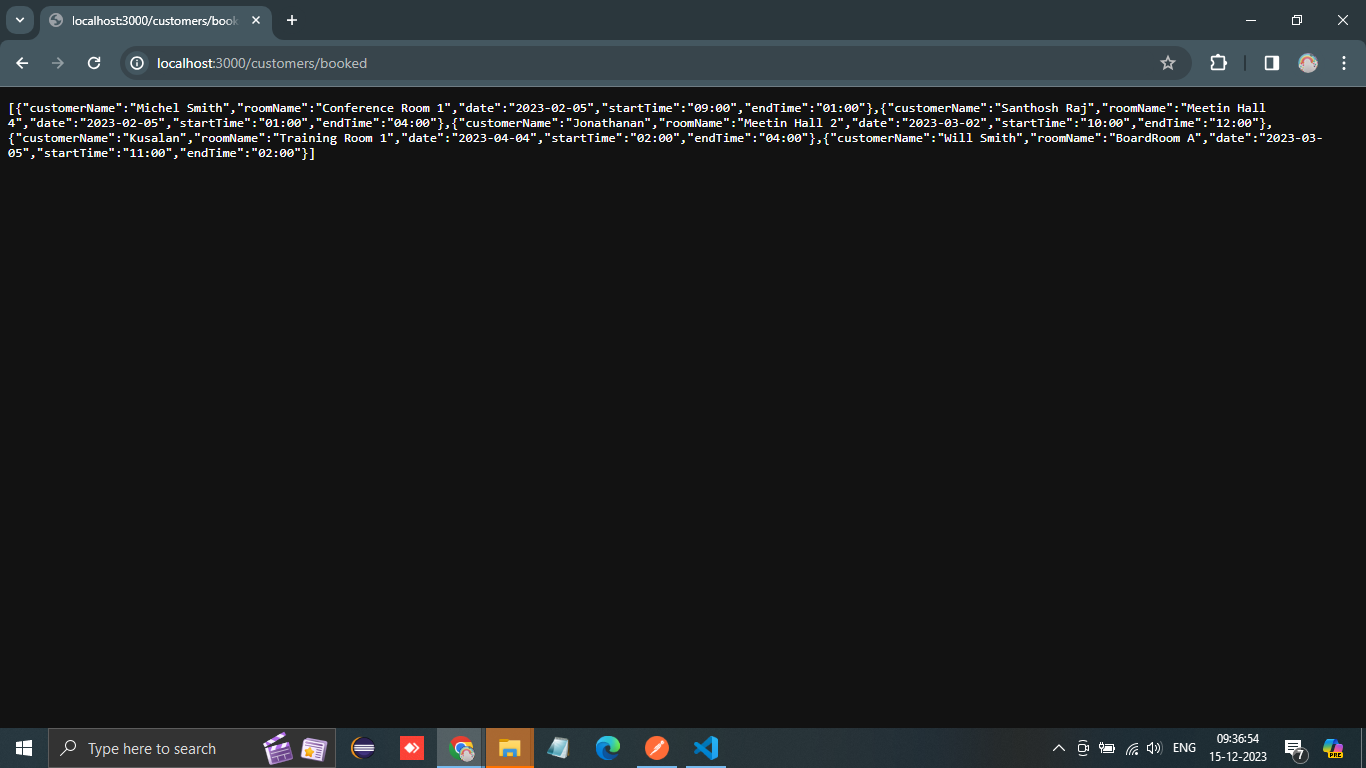 localhost:3000/customers/book
localhost:3000/customers/booked
[{"customerName":"Michel Smith","roomName":"Conference Room 1","date":"2023-02-05","startTime":"09:00","endTime":"01:00"},{"customerName":"Santhosh Raj","roomName":"Meetin Hall
4","date":"2023-02-05","startTime":"01:00","endTime":"04:00"},{"customerName":"Jonathanan","roomName":"Meetin Hall 2","date":"2023-03-02","startTime":"10:00","endTime":"12:00"},
{"customerName":"Kusalan","roomName":"Training Room 1","date":"2023-04-04","startTime":"02:00","endTime":"04:00"},{"customerName":"Will Smith","roomName":"BoardRoom A","date":"2023-03-
05","startTime":"11:00","endTime":"02:00"}]
Type here to search
ENG
09:36:54
15-12-2023
7
PRE